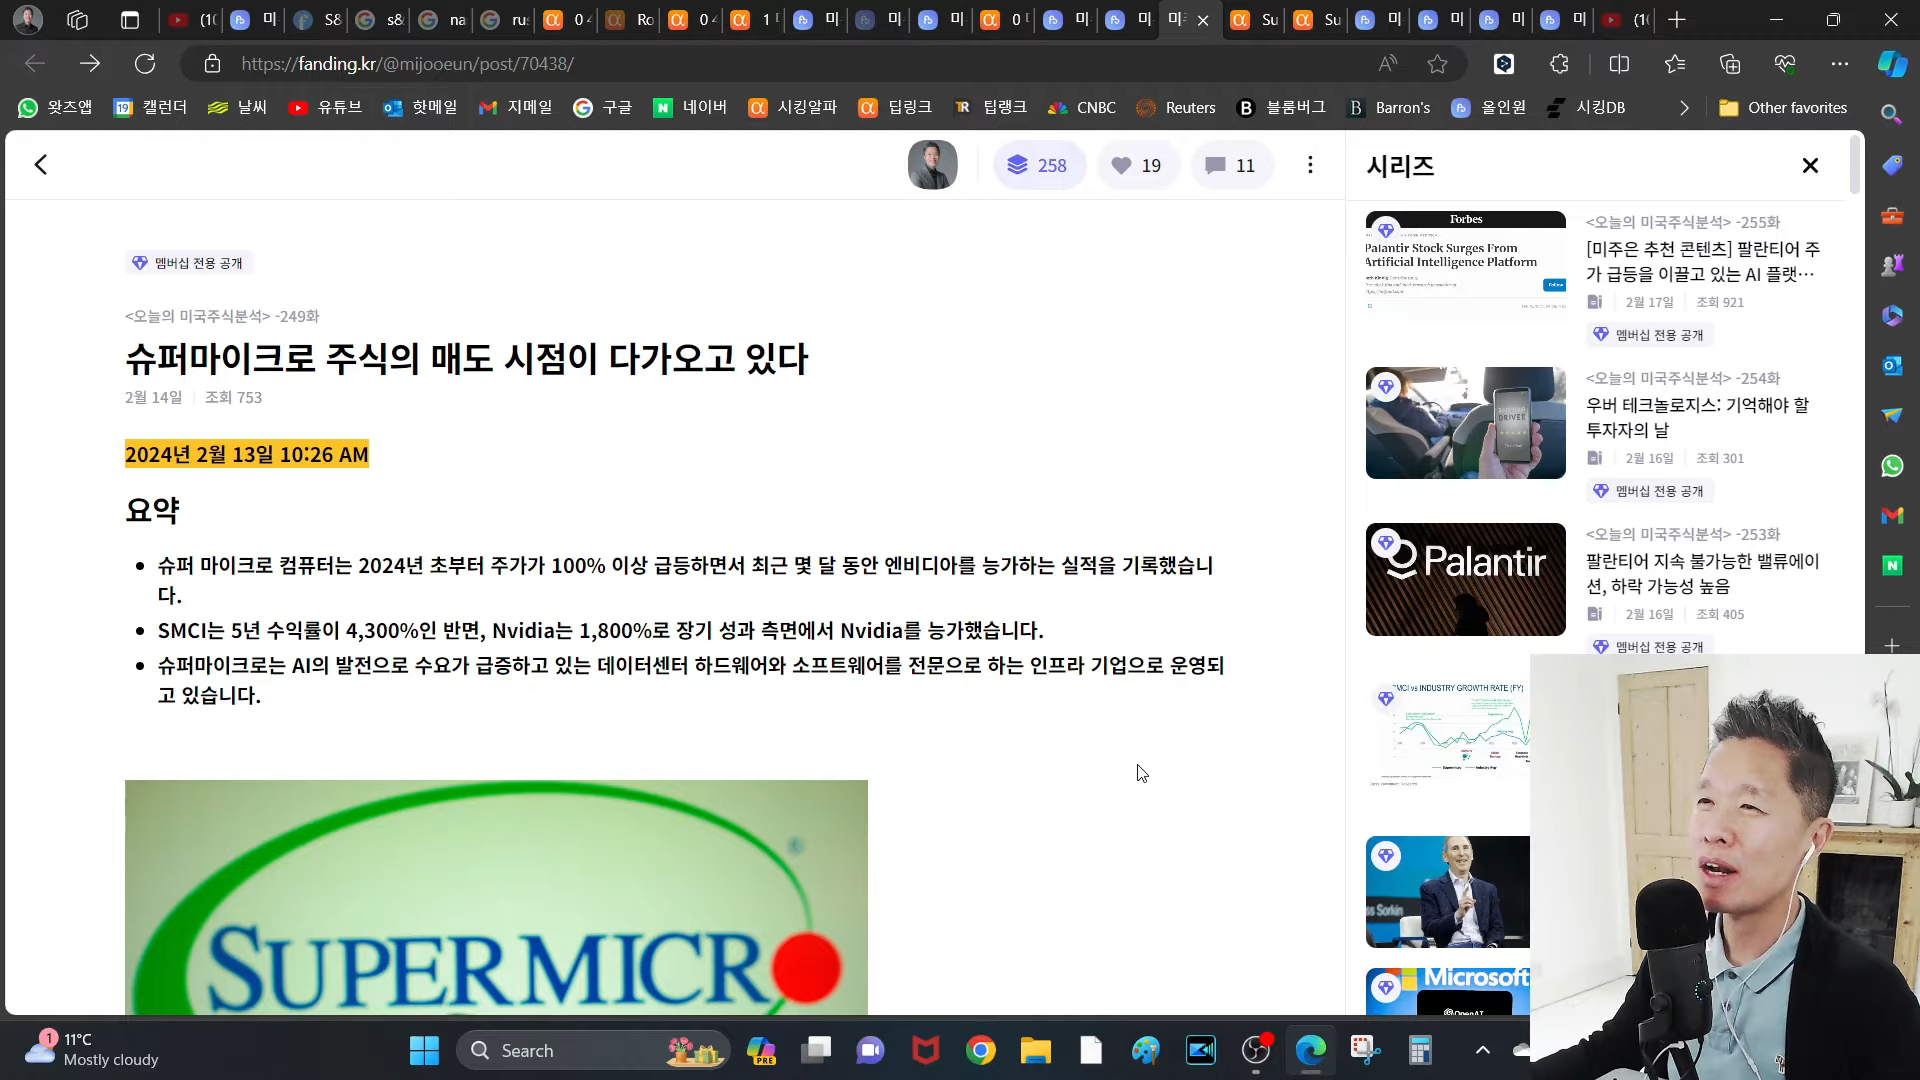 https://fanding.kr/@mijooeun/post/70438/
왓츠앱
캘린더
날씨
유튜브
핫메일
지메일
구글
네이버
시킹알파
딥링크
팁랭크
CNBC
Reuters
블룸버그
Barron's
올인원
시킹DB
Other favorites
258
19
11
멤버십 전용 공개
<오늘의 미국주식분석> -249화
슈퍼마이크로 주식의 매도 시점이 다가오고 있다
2월 14일 조회 753
2024년 2월 13일 10:26 AM
요약
슈퍼 마이크로 컴퓨터는 2024년 초부터 주가가 100% 이상 급등하면서 최근 몇 달 동안 엔비디아를 능가하는 실적을 기록했습니
다.
SMCI는 5년 수익률이 4,300%인 반면, Nvidia는 1,800%로 장기 성과 측면에서 Nvidia를 능가했습니다.
슈퍼마이크로는 AI의 발전으로 수요가 급증하고 있는 데이터센터 하드웨어와 소프트웨어를 전문으로 하는 인프라 기업으로 운영되
고 있습니다.
SUPERMICR
시리즈
Forbes
Palantir Stock Surges From
Artificial Intelligence Platform
Follow
<오늘의 미국주식분석> -255화
[미주은 추천 콘텐츠] 팔란티어 주
가 급등을 이끌고 있는 AI 플랫…
2월 17일 조회 921
멤버십 전용 공개
<오늘의 미국주식분석> -254화
우버 테크놀로지스: 기억해야 할
투자자의 날
2월 16일 조회 301
멤버십 전용 공개
Palantir
<오늘의 미국주식분석> -253화
팔란티어 지속 불가능한 밸류에이
션, 하락 가능성 높음
2월 16일 조회 405
멤버십 전용 공개
SMCI vs INDUSTRY GROWTH RATE (FY)
ss Sorkin
Microsoft
OpenAI
1
11°C
Mostly cloudy
Search
PRE